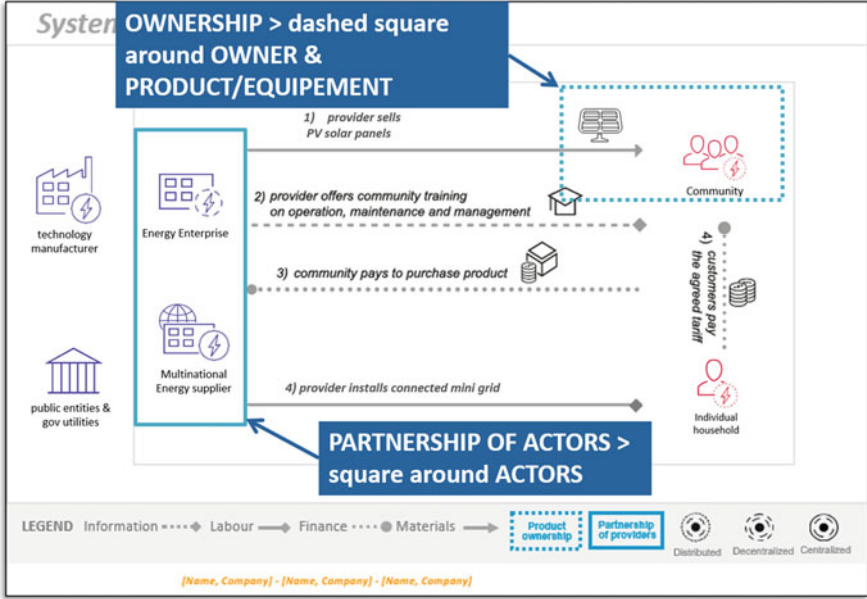 System
OWNERSHIP > dashed square
around OWNER &
PRODUCT/EQUIPEMENT
1) provider sells
PV solar panels
Community
technology
manufacturer
Energy Enterprise
2) provider offers community training
on operation, maintenance and management
3) community pays to purchase product
4) customers pay
the agreed tariff
Multinational
Energy supplier
public entities &
gov utilities
4) provider installs connected mini grid
Individual
household
PARTNERSHIP OF ACTORS >
square around ACTORS
LEGEND Information Labour Finance Materials
Product
ownership
Partnership
of providers
Distributed Decentralized Centralized
[Name, Company] - [Name, Company] - [Name, Company]